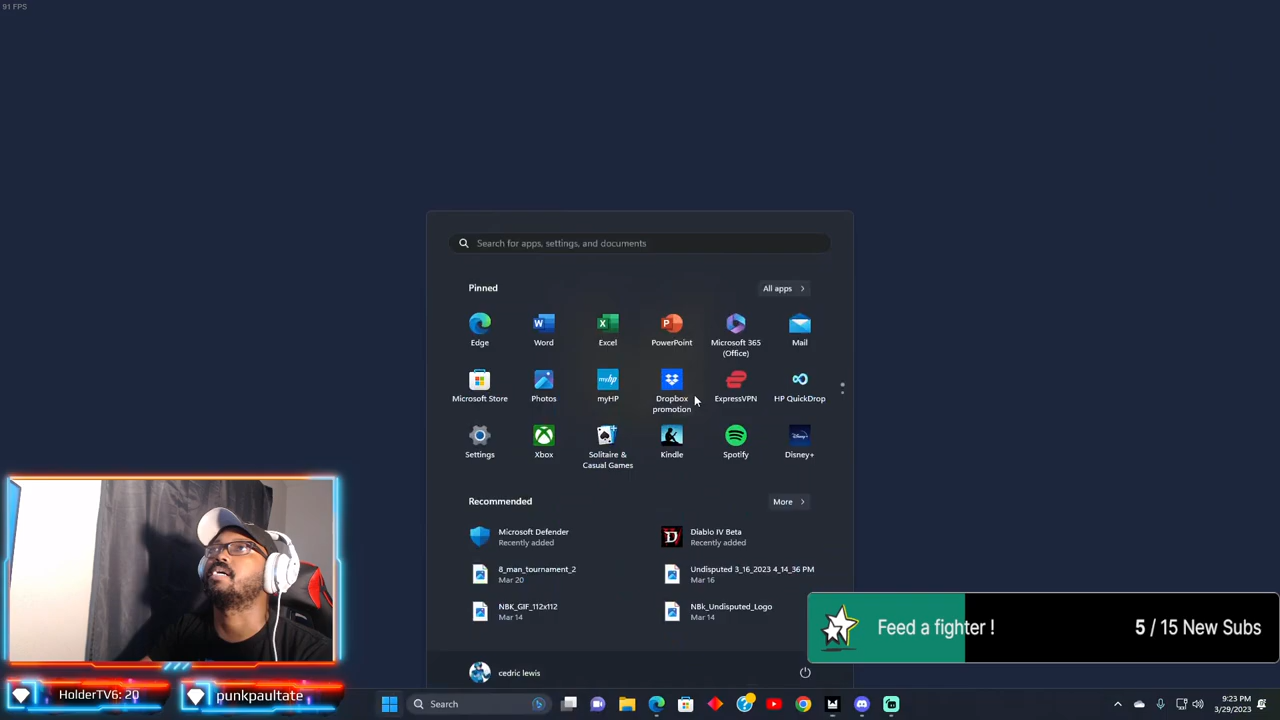 91 FPS
Search for apps, settings, and documents
Pinned
All apps
Edge
Word
Excel
PowerPoint
Microsoft 365
(Office)
Mail
Microsoft Store
Photos
myHP
Dropbox
promotion
ExpressVPN
HP QuickDrop
Settings
Xbox
Solitaire &
Casual Games
Kindle
Spotify
Disney+
Recommended
More
Microsoft Defender
Recently added
Diablo IV Beta
Recently added
8_man_tournament_2
Mar 20
Undisputed 3_16_2023 4_14_36 PM
Mar 16
NBK_GIF_112x112
Mar 14
NBk_Undisputed_Logo
Mar 14
Feed a fighter !
5 / 15 New Subs
cedric lewis
HolderTV6: 20
punkpaultate
Search
9:23 PM
3/29/2023